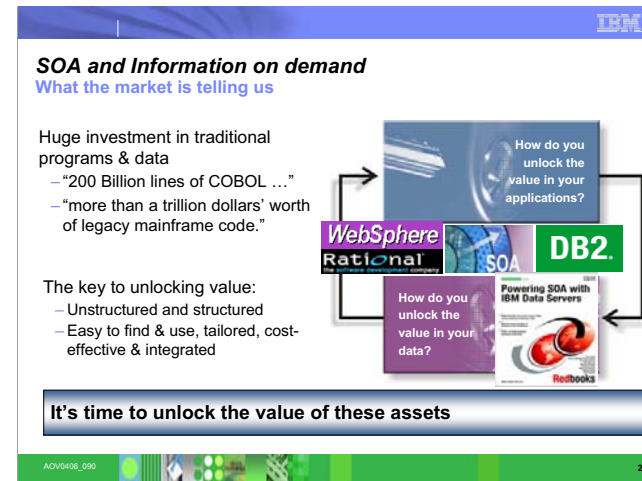 IBM
SOA and Information on demand
What the market is telling us
Huge investment in traditional
programs & data
– “200 Billion lines of COBOL …”
– “more than a trillion dollars’ worth
of legacy mainframe code.”
The key to unlocking value:
– Unstructured and structured
– Easy to find & use, tailored, cost-
effective & integrated
How do you
unlock the
value in your
applications?
WebSphere
Rational
the software development company
SOA
DB2.
How do you
unlock the
value in your
data?
Powering SOA with
IBM Data Servers
Redbooks
It’s time to unlock the value of these assets
AOV0406_090
2